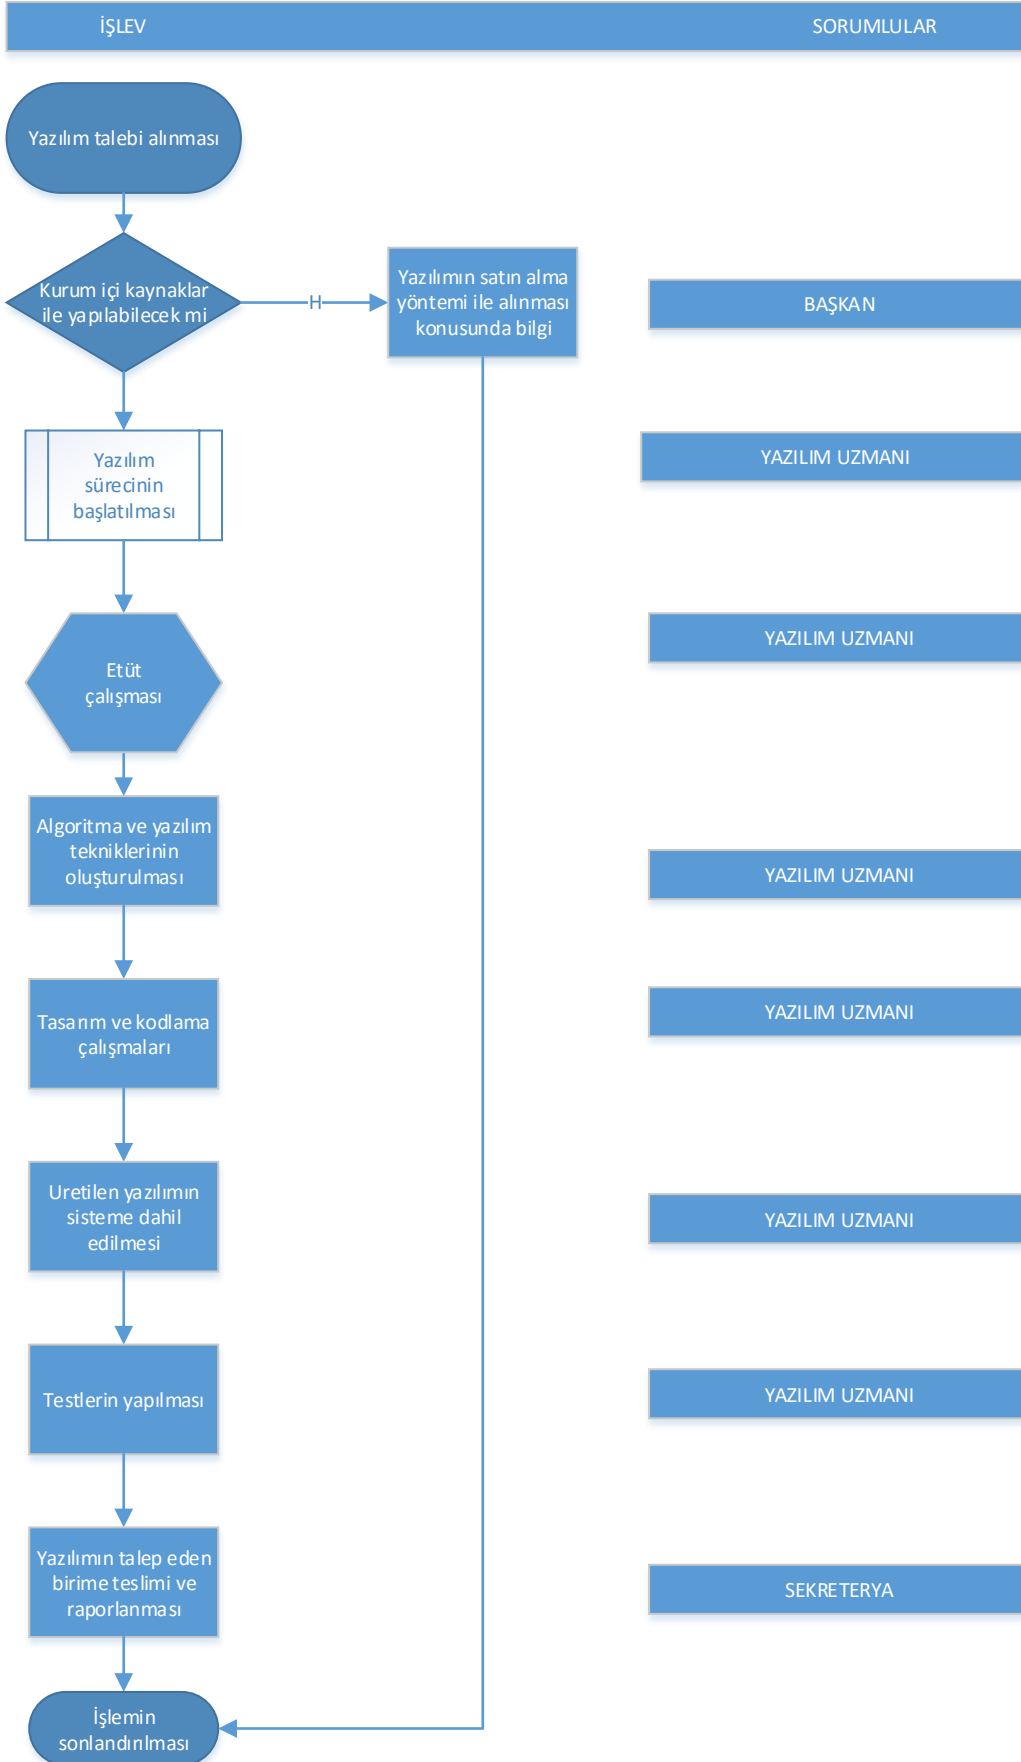 İŞLEV
SORUMLULAR
Yazılım talebi alınması
Kurum içi kaynaklar
ile yapılabilecek mi
H
Yazılımın satın alma
yöntemi ile alınması
konusunda bilgi
BAŞKAN
Yazılım
sürecinin
başlatılması
YAZILIM UZMANI
Etüt
çalışması
YAZILIM UZMANI
Algoritma ve yazılım
tekniklerinin
oluşturulması
YAZILIM UZMANI
Tasarım ve kodlama
çalışmaları
YAZILIM UZMANI
Uretilen yazılımın
sisteme dahil
edilmesi
YAZILIM UZMANI
Testlerin yapılması
YAZILIM UZMANI
Yazılımın talep eden
birime teslimi ve
raporlanması
SEKRETERYA
İşlemin
sonlandırılması